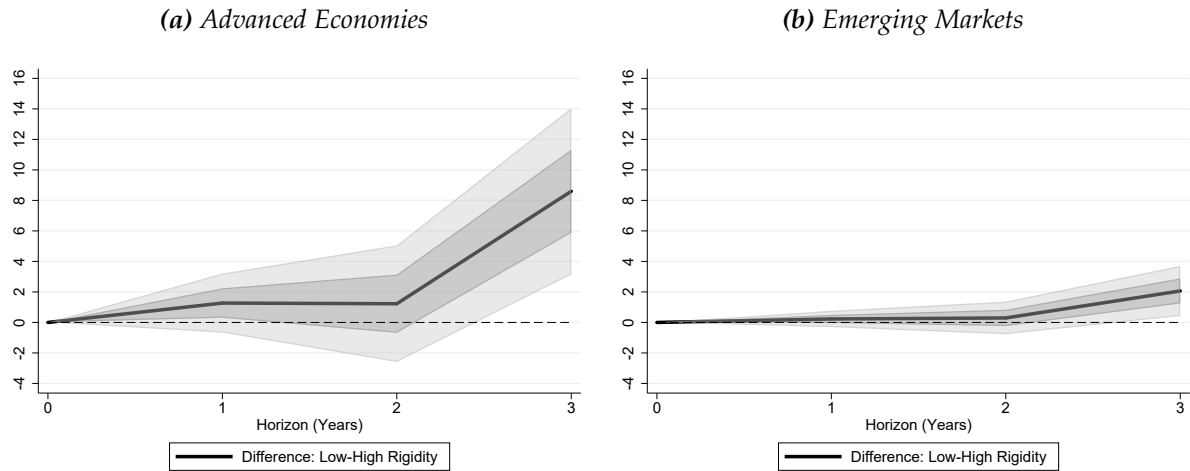 (a) Advanced Economies
16
14
12
10
8
6
4
2
0
-2
-4
0 1 2 3
Horizon (Years)
Difference: Low-High Rigidity
(b) Emerging Markets
16
14
12
10
8
6
4
2
0
-2
-4
0 1 2 3
Horizon (Years)
Difference: Low-High Rigidity